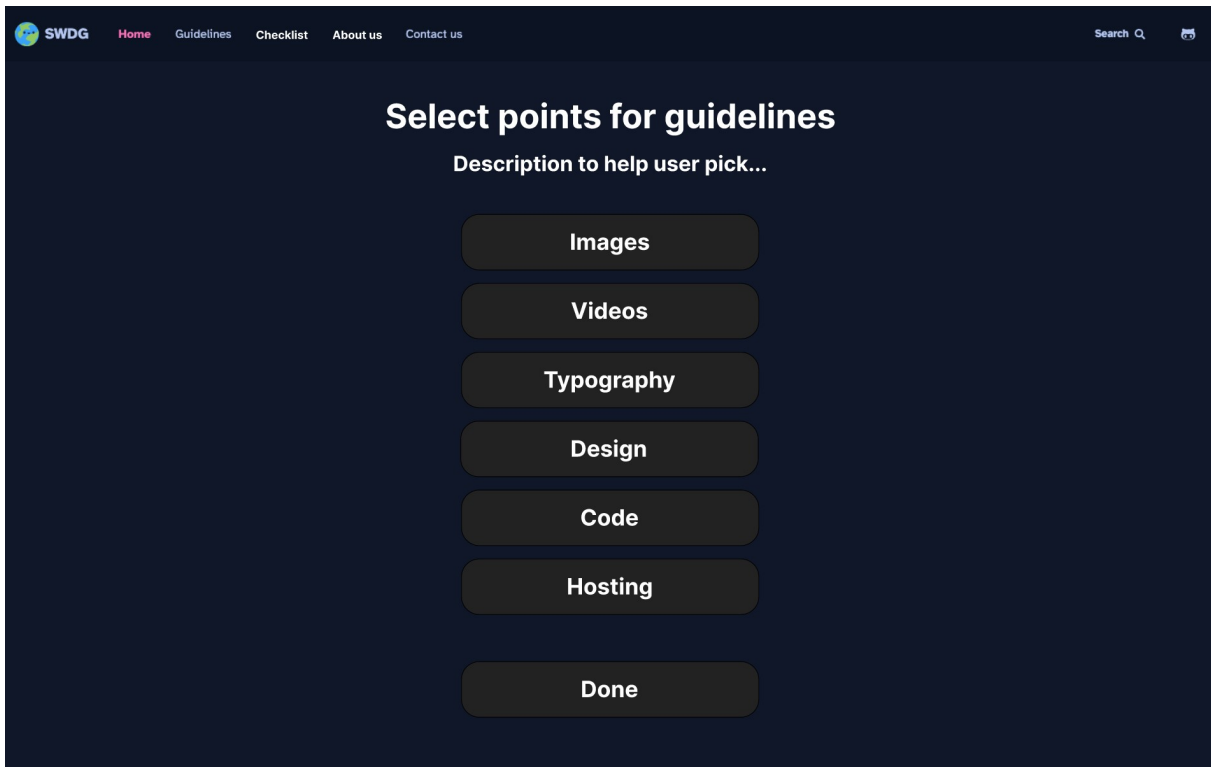 SWDG Home Guidelines Checklist About us Contact us Search
Select points for guidelines
Description to help user pick...
Images
Videos
Typography
Design
Code
Hosting
Done